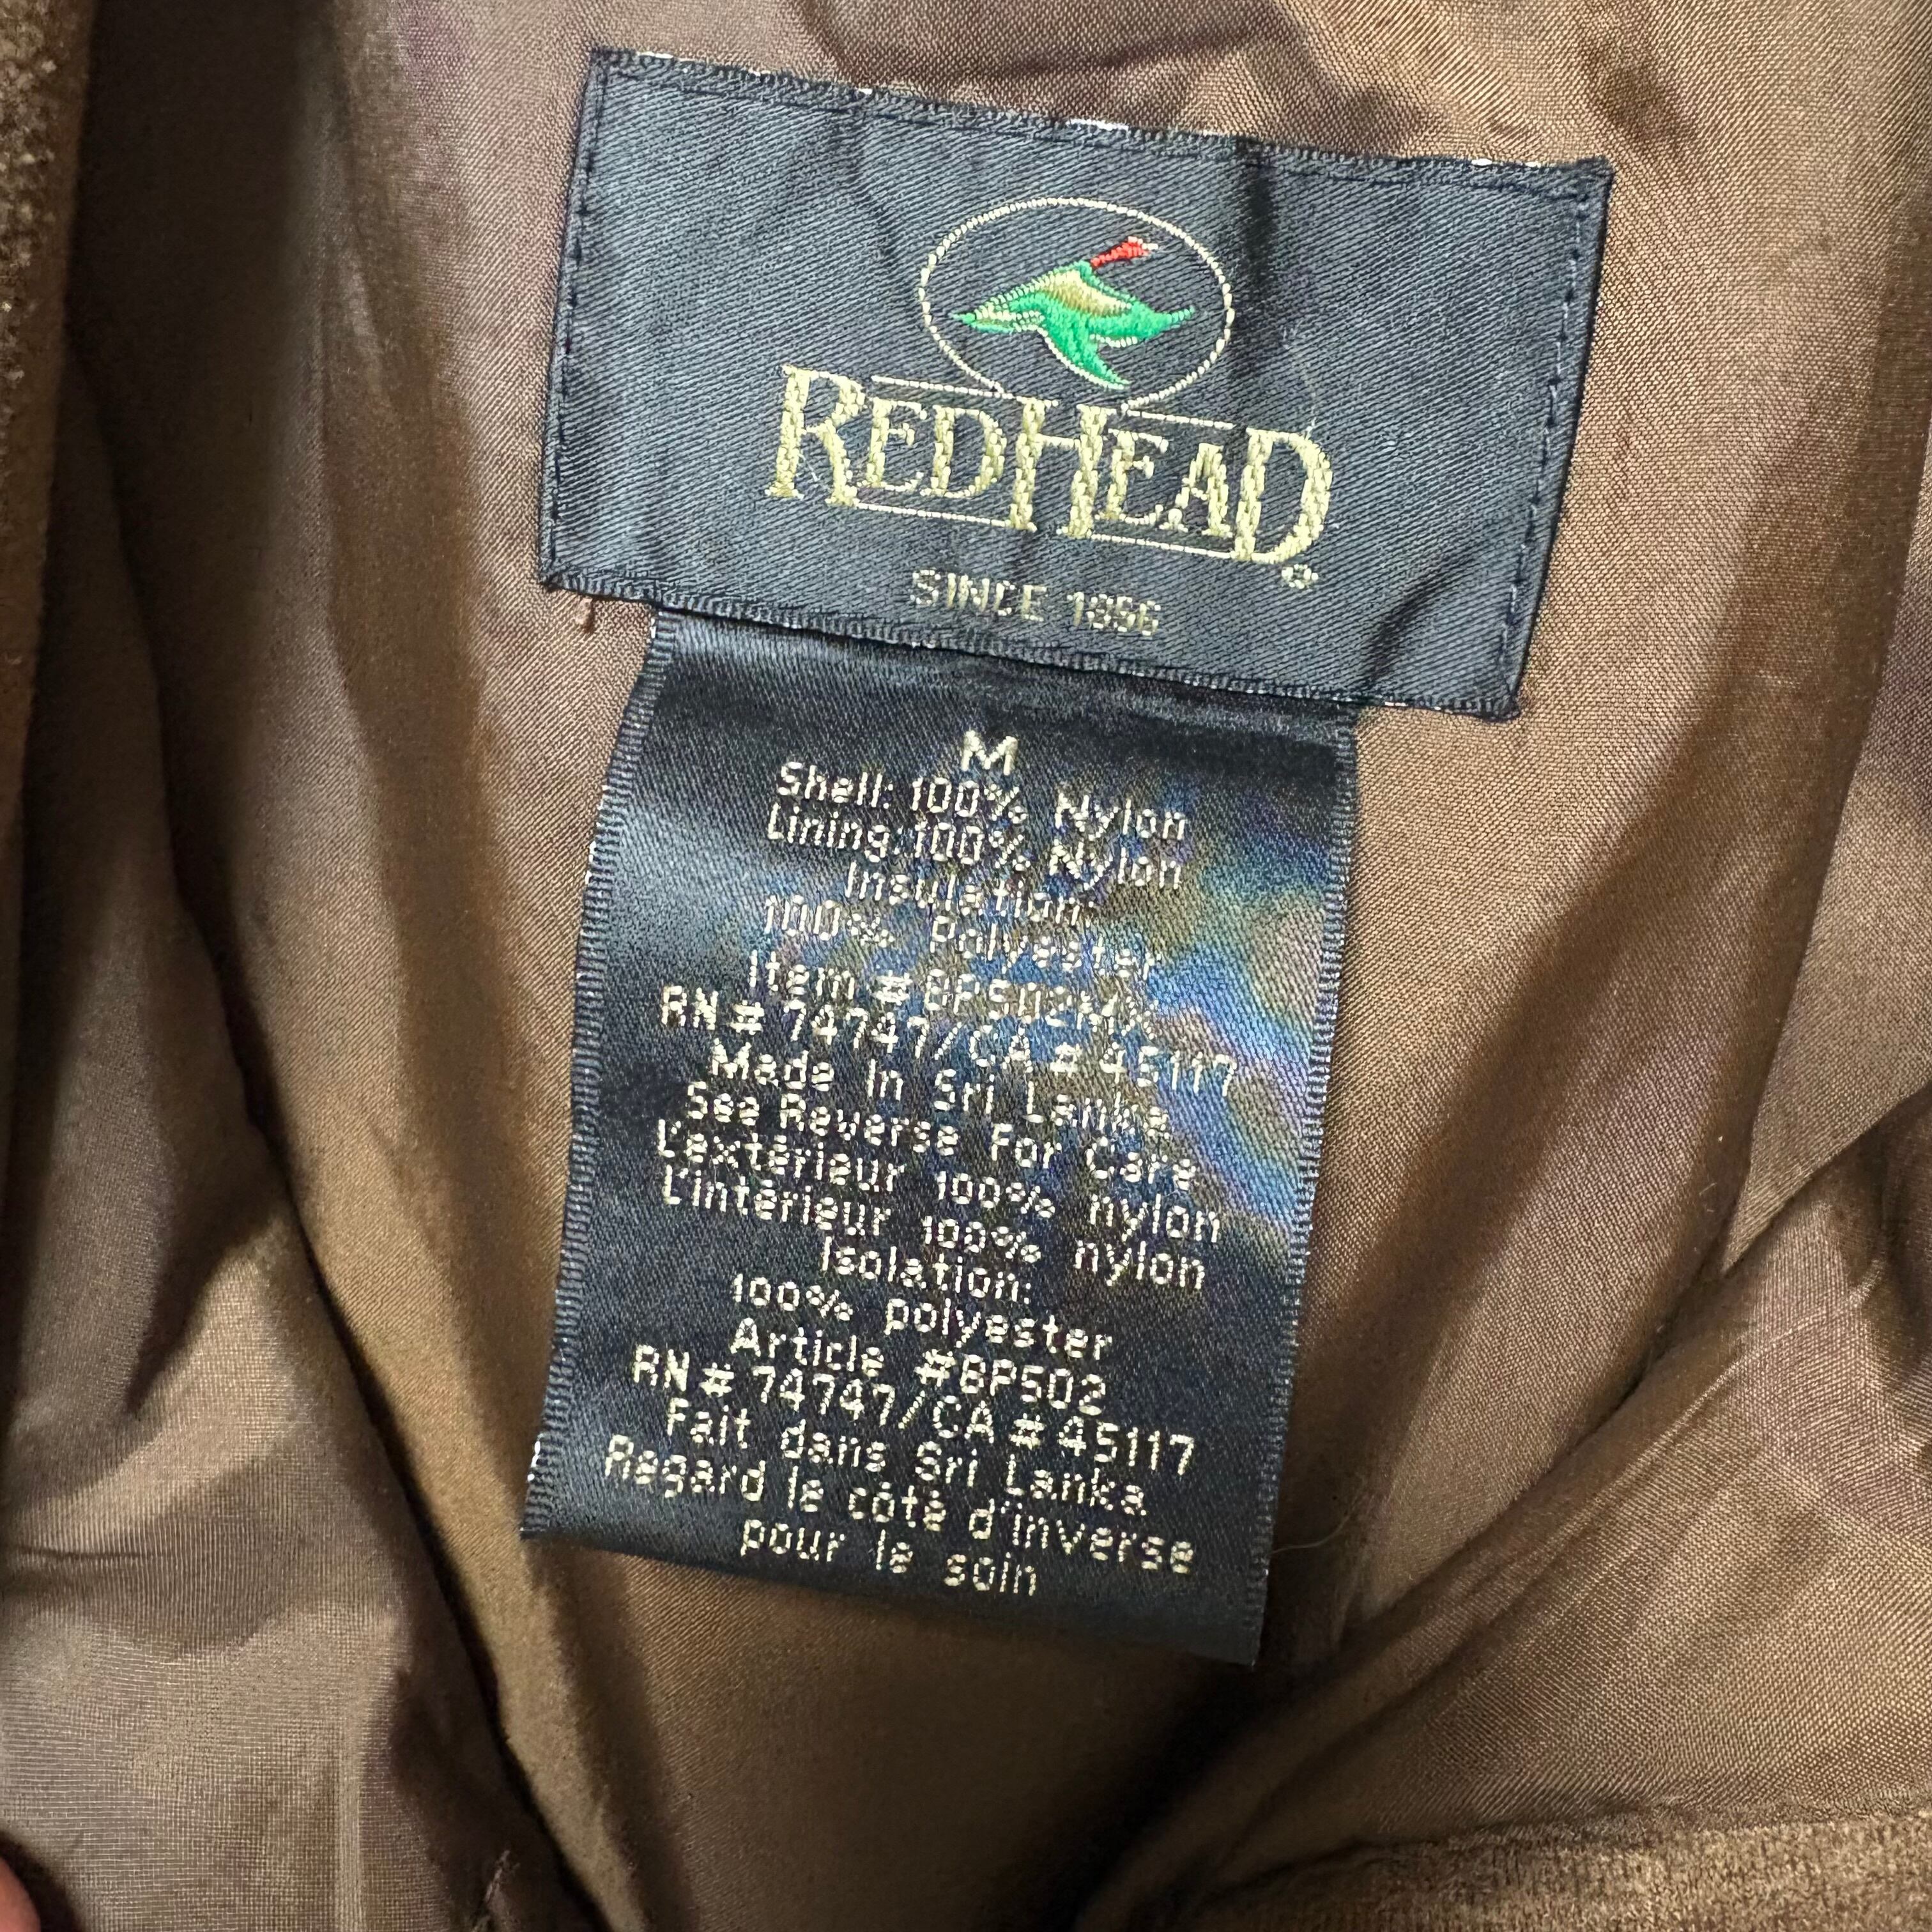 REDHEAD®
SINCE 1856
M
Shell: 100% Nylon
Lining: 100% Nylon
Insulation:
100% Polyester
Item #
RN# 74747/CA# 45117
Made In Sri Lanka
See Reverse For Care
L'extérieur 100% nylon
L'intérieur 100% nylon
Isolation:
100% polyester
Article #8P502
RN# 74747/CA# 45117
Fait dans Sri Lanka
Regard le côté d'inverse
pour le soin